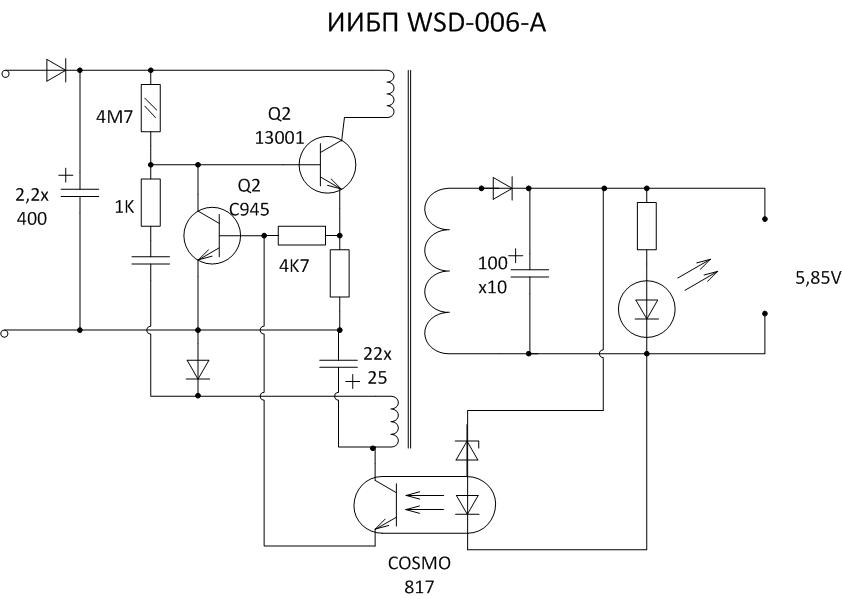 ИИБП WSD-006-A
4M7
Q2
13001
2,2x
400
1K
Q2
C945
4K7
100
x10
5,85V
22x
25
COSMO
817